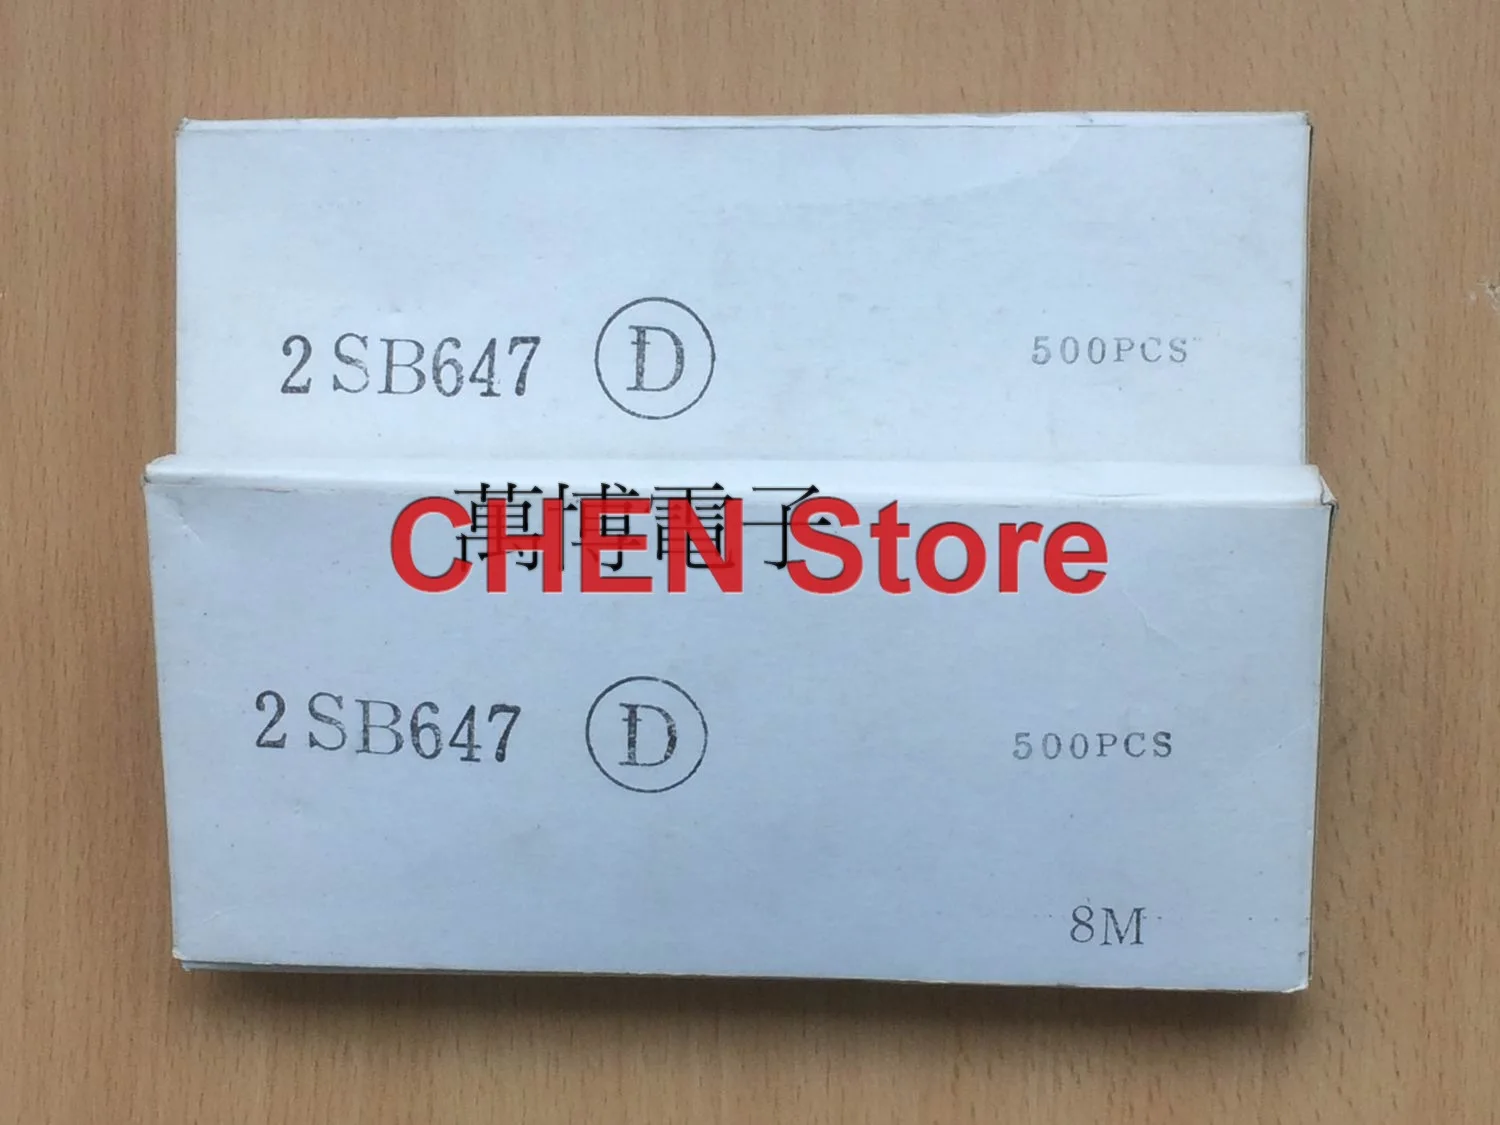 2SB647 D 500PCS
萬博電子
CHEN Store
2SB647 D 500PCS
8M